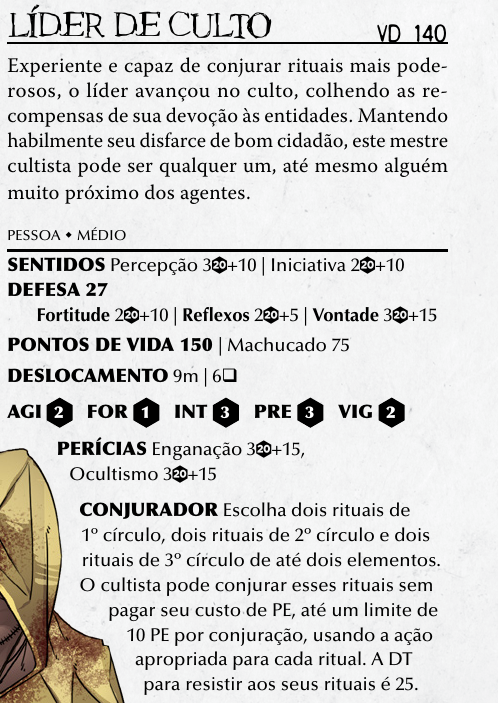 LÍDER DE CULTO VD 140
Experiente e capaz de conjurar rituais mais pode-
rosos, o líder avançou no culto, colhendo as re-
compensas de sua devoção às entidades. Mantendo
habilmente seu disfarce de bom cidadão, este mestre
cultista pode ser qualquer um, até mesmo alguém
muito próximo dos agentes.
PESSOA ◆ MÉDIO
SENTIDOS Percepção 3d20+10 | Iniciativa 2d20+10
DEFESA 27
Fortitude 2d20+10 | Reflexos 2d20+5 | Vontade 3d20+15
PONTOS DE VIDA 150 | Machucado 75
DESLOCAMENTO 9m | 6❑
AGI 2 FOR 1 INT 3 PRE 3 VIG 2
PERÍCIAS Enganação 3d20+15,
Ocultismo 3d20+15
CONJURADOR Escolha dois rituais de
1º círculo, dois rituais de 2º círculo e dois
rituais de 3º círculo de até dois elementos.
O cultista pode conjurar esses rituais sem
pagar seu custo de PE, até um limite de
10 PE por conjuração, usando a ação
apropriada para cada ritual. A DT
para resistir aos seus rituais é 25.